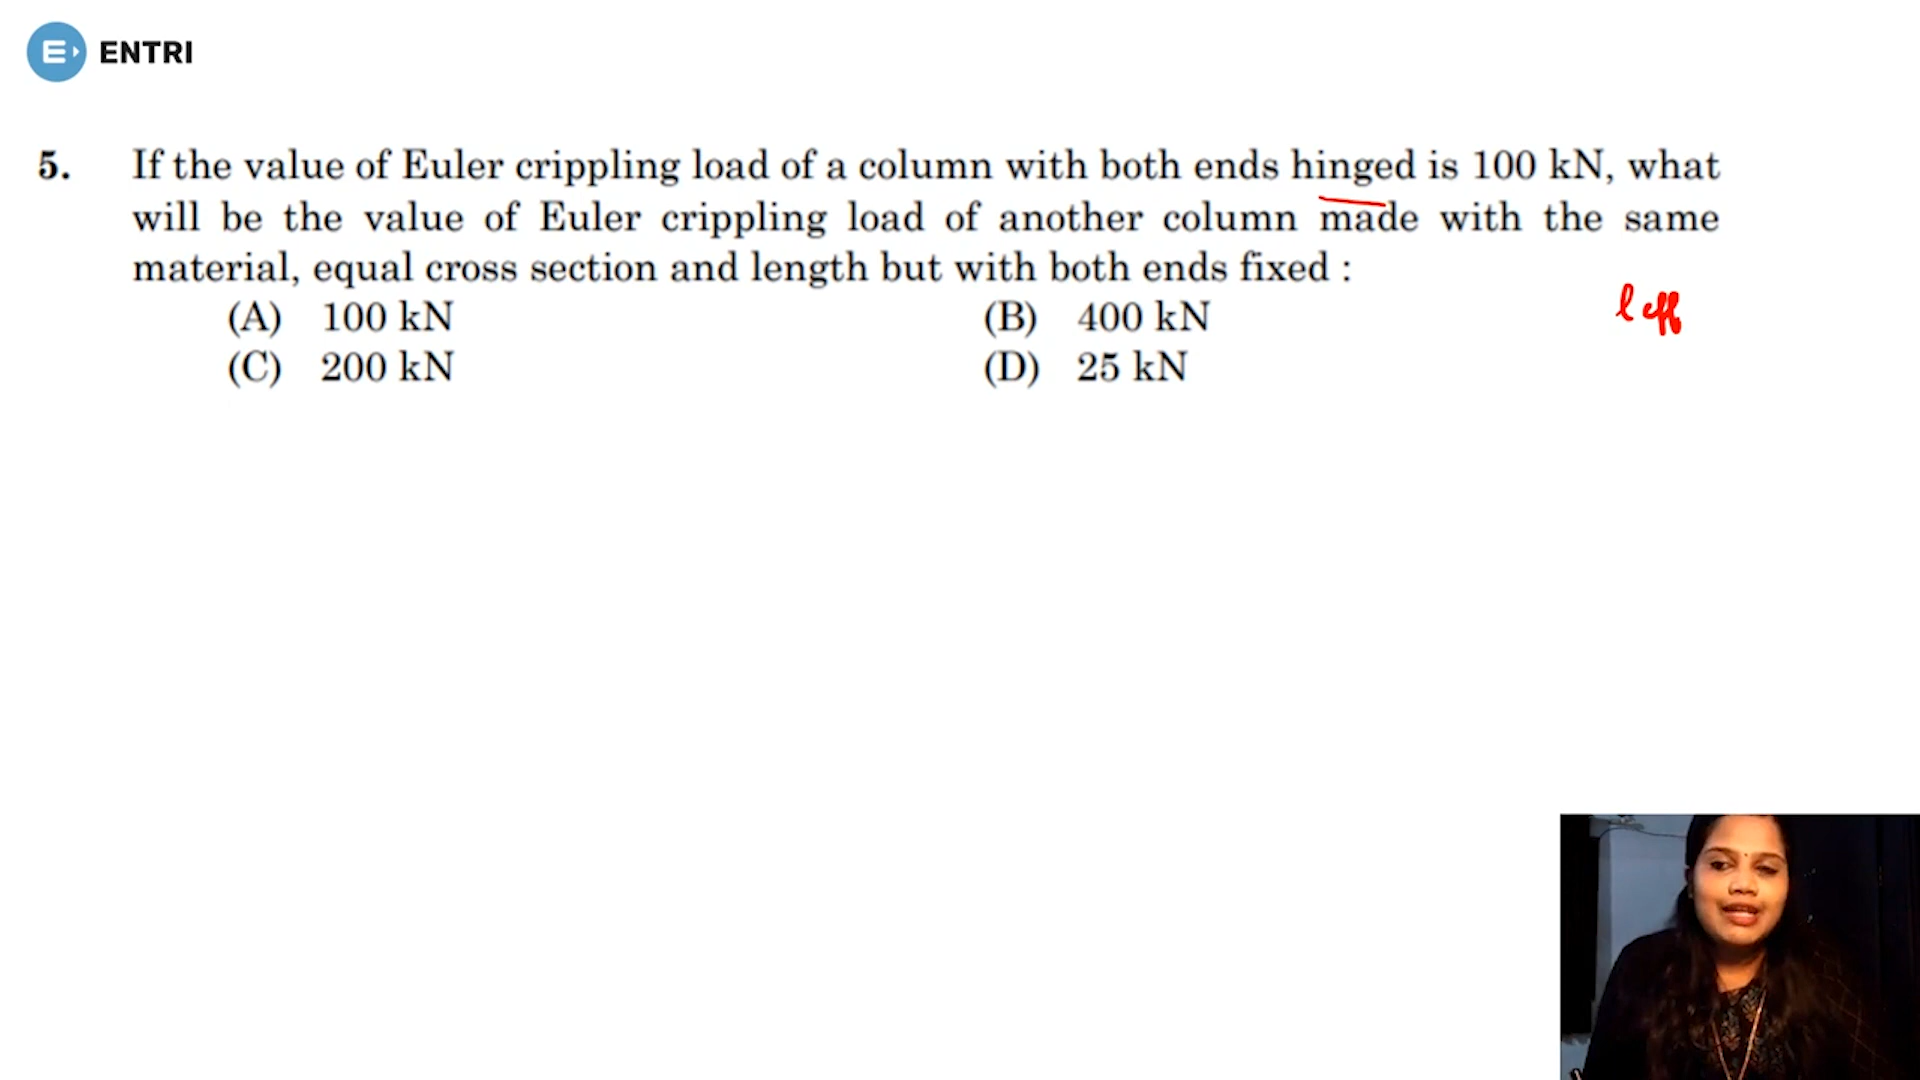 ENTRI
5. If the value of Euler crippling load of a column with both ends hinged is 100 kN, what
will be the value of Euler crippling load of another column made with the same
material, equal cross section and length but with both ends fixed :
l eff
(A) 100 kN (B) 400 kN
(C) 200 kN (D) 25 kN